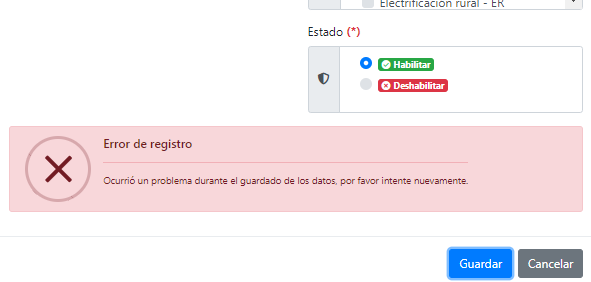 Electrificación rural - ER
Estado (*)
Habilitar
Deshabilitar
Error de registro
Ocurrió un problema durante el guardado de los datos, por favor intente nuevamente.
Guardar
Cancelar